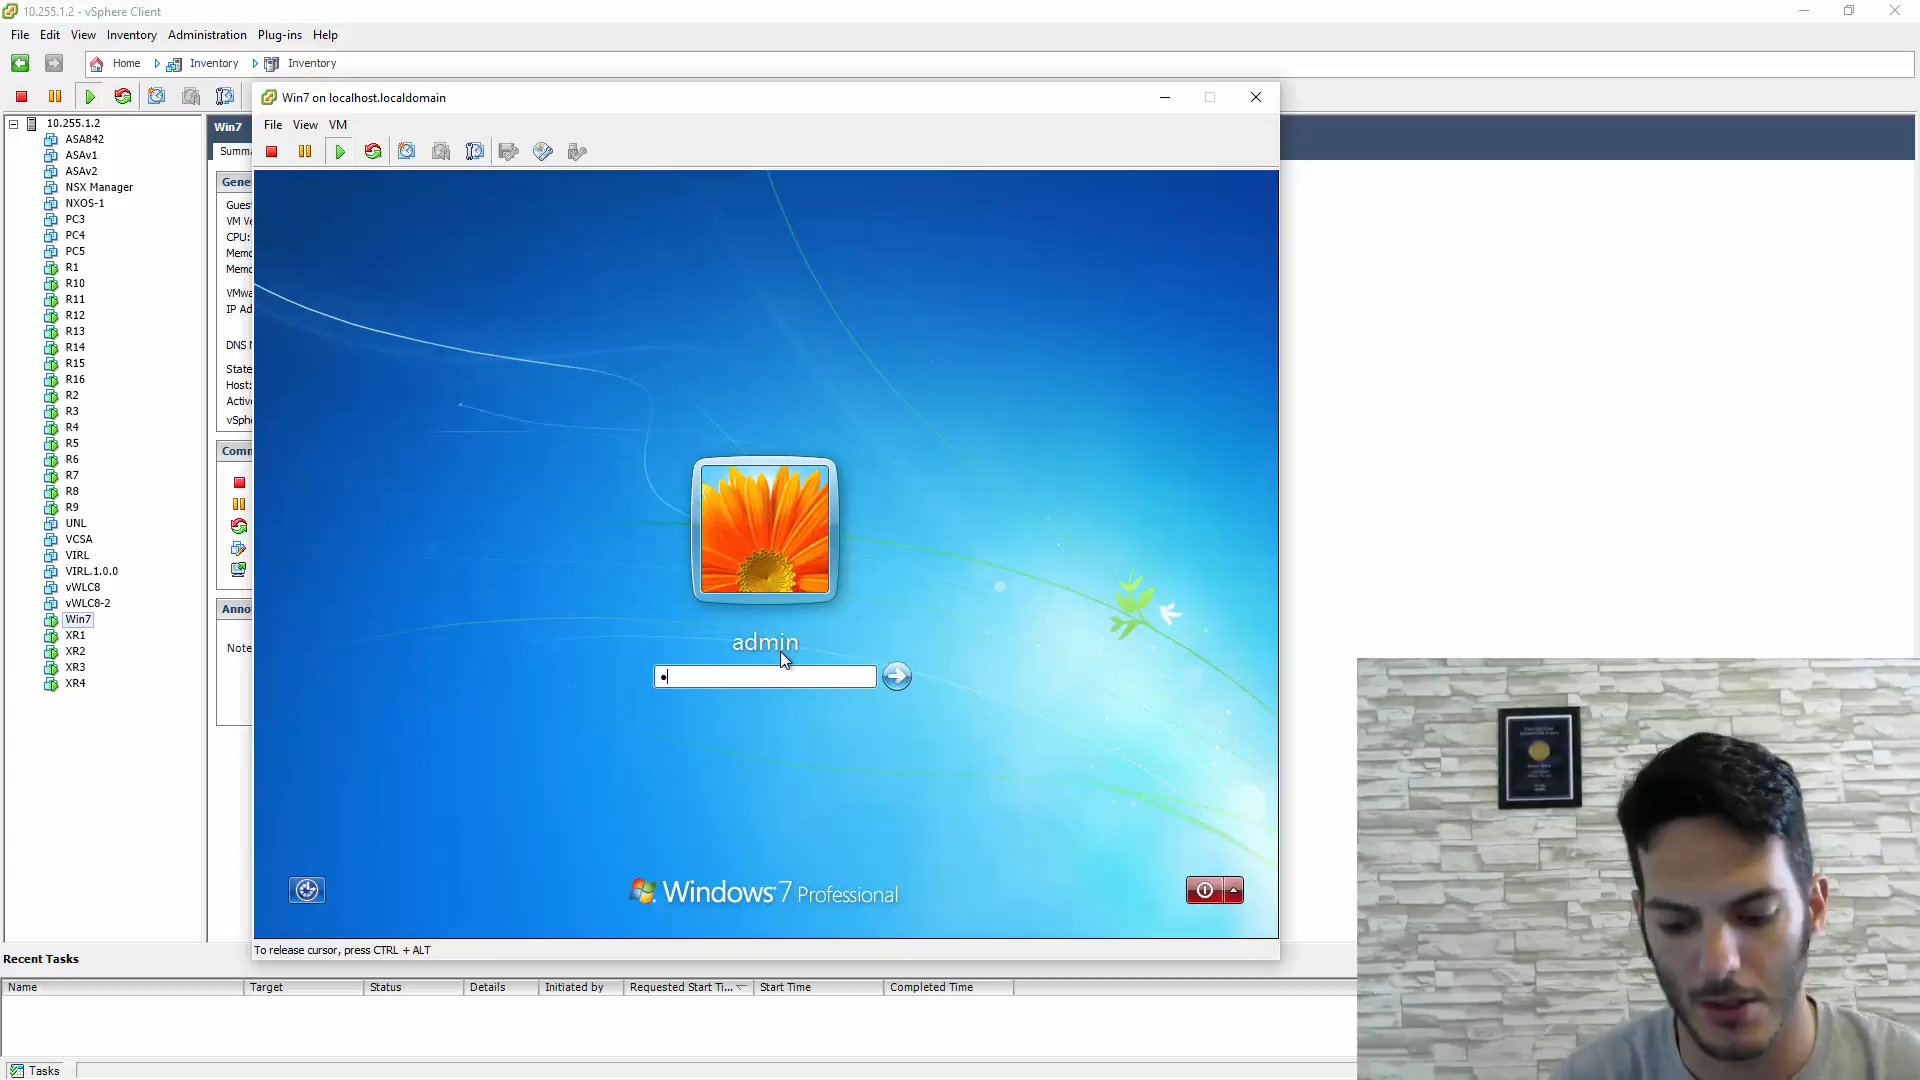 10.255.1.2 - vSphere Client
File Edit View Inventory Administration Plug-ins Help
Home Inventory Inventory
Win7 on localhost.localdomain
File View VM
10.255.1.2
ASA842
ASAv1
ASAv2
NSX Manager
NXOS-1
PC3
PC4
PC5
R1
R10
R11
R12
R13
R14
R15
R16
R2
R3
R4
R5
R6
R7
R8
R9
UNL
VCSA
VIRL
VIRL.1.0.0
vWLC8
vWLC8-2
Win7
XR1
XR2
XR3
XR4
Win7
Summa
Gene
Gues
VM Ve
CPU:
Memo
Memo
VMwa
IP Ad
DNS N
State
Host:
Activ
vSphe
Comm
Anno
Note
admin
Windows 7 Professional
To release cursor, press CTRL + ALT
Recent Tasks
Name Target Status Details Initiated by Requested Start Ti... Start Time Completed Time
Tasks